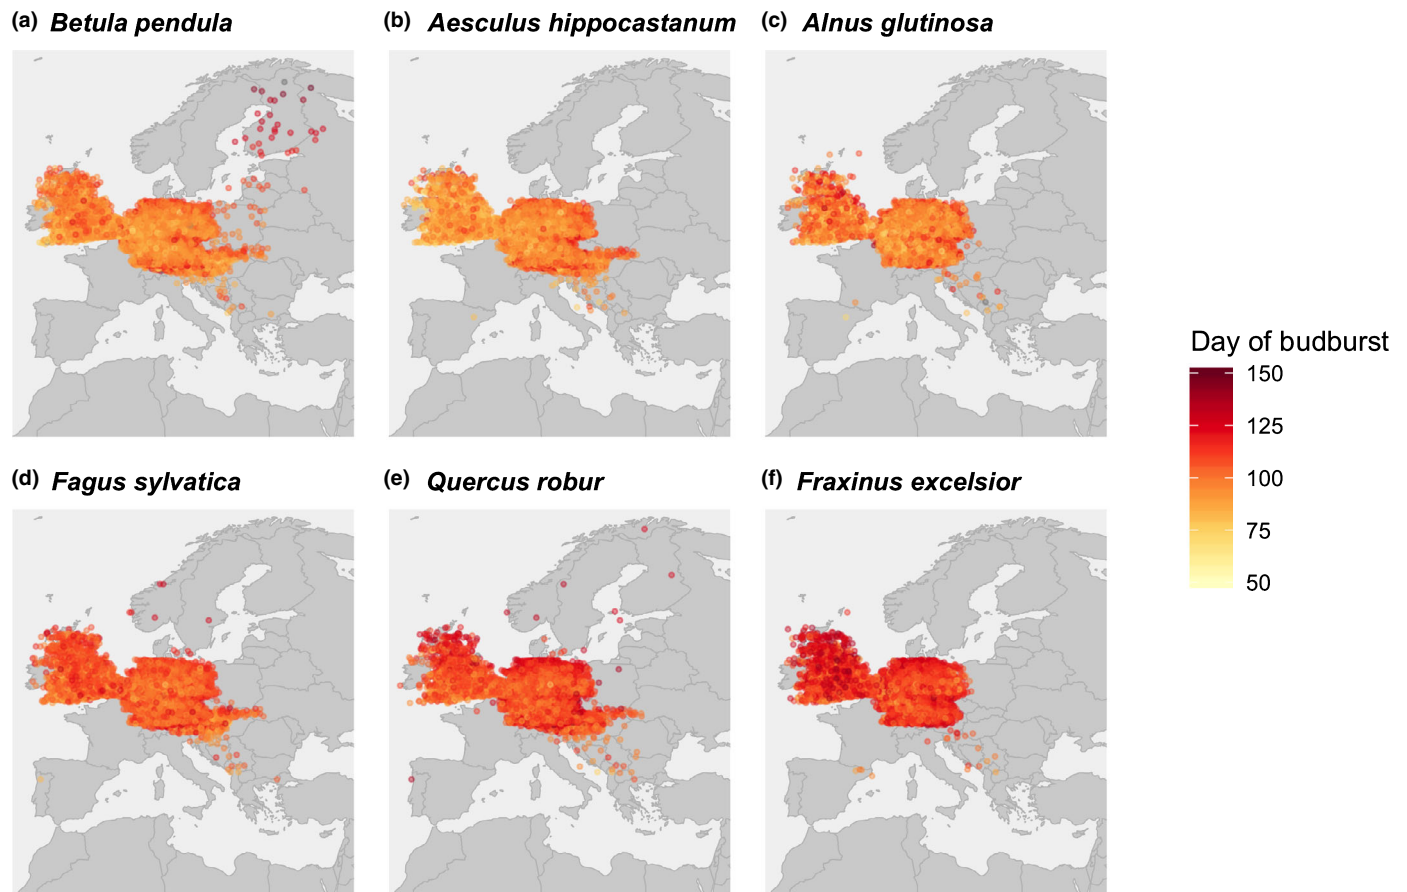 (a) Betula pendula
(b) Aesculus hippocastanum
(c) Alnus glutinosa
Day of budburst
150
125
100
75
50
(d) Fagus sylvatica
(e) Quercus robur
(f) Fraxinus excelsior